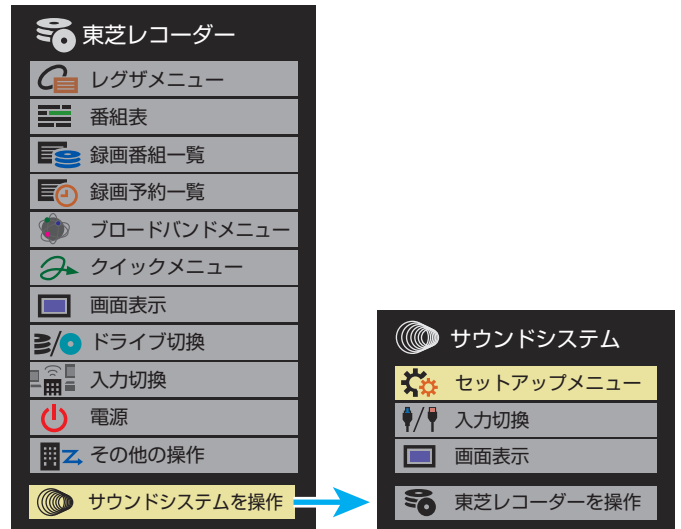 東芝レコーダー
レグザメニュー
番組表
録画番組一覧
録画予約一覧
ブロードバンドメニュー
クイックメニュー
画面表示
ドライブ切換
入力切換
電源
その他の操作
サウンドシステムを操作
サウンドシステム
セットアップメニュー
入力切換
画面表示
東芝レコーダーを操作